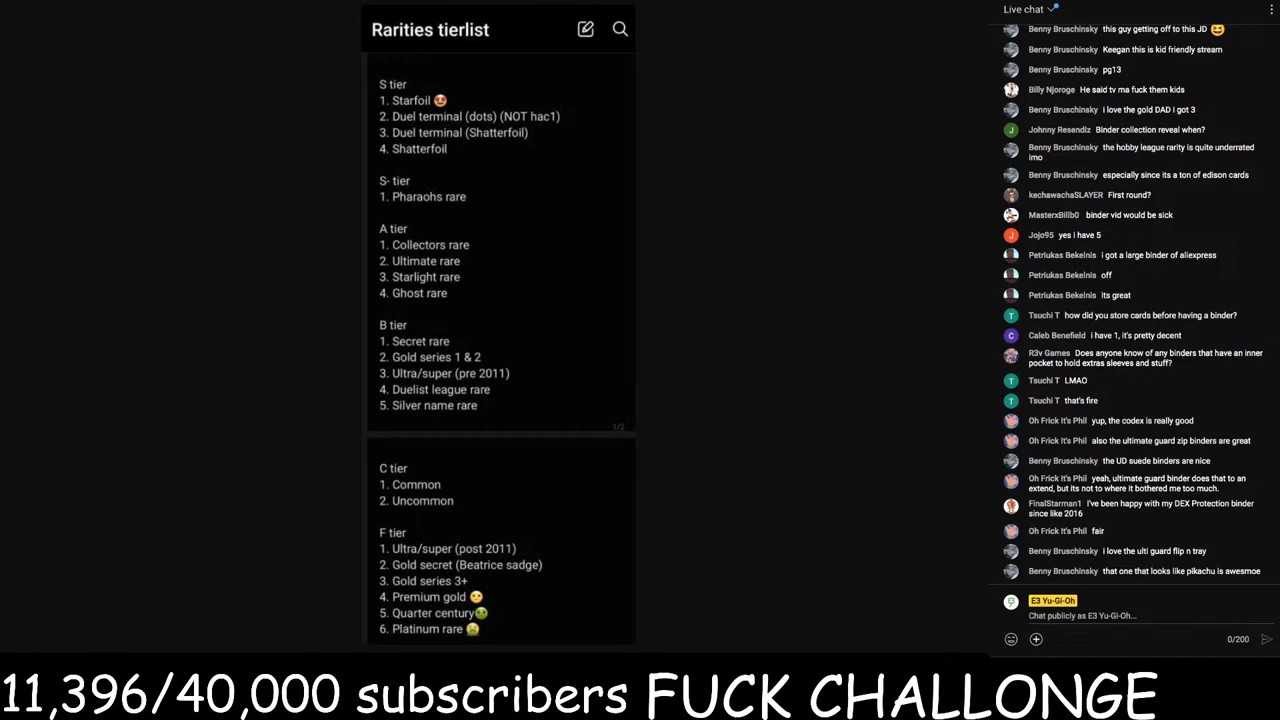 Rarities tierlist
S tier
1. Starfoil 😍
2. Duel terminal (dots) (NOT hac1)
3. Duel terminal (Shatterfoil)
4. Shatterfoil
S- tier
1. Pharaohs rare
A tier
1. Collectors rare
2. Ultimate rare
3. Starlight rare
4. Ghost rare
B tier
1. Secret rare
2. Gold series 1 & 2
3. Ultra/super (pre 2011)
4. Duelist league rare
5. Silver name rare
1/2
C tier
1. Common
2. Uncommon
F tier
1. Ultra/super (post 2011)
2. Gold secret (Beatrice sadge)
3. Gold series 3+
4. Premium gold
5. Quarter century🤢
6. Platinum rare
Live chat
Benny Bruschinsky this guy getting off to this JD 😆
Benny Bruschinsky Keegan this is kid friendly stream
Benny Bruschinsky pg13
Billy Njoroge He said tv ma fuck them kids
Benny Bruschinsky i love the gold DAD i got 3
Johnny Resendiz Binder collection reveal when?
Benny Bruschinsky the hobby league rarity is quite underrated
imo
Benny Bruschinsky especially since its a ton of edison cards
kechawachaSLAYER First round?
MasterxBillb0 binder vid would be sick
Jojo95 yes i have 5
Petriukas Bekelnis i got a large binder of aliexpress
Petriukas Bekelnis off
Petriukas Bekelnis its great
Tsuchi T how did you store cards before having a binder?
Caleb Benefield i have 1, it's pretty decent
R3v Games Does anyone know of any binders that have an inner
pocket to hold extras sleeves and stuff?
Tsuchi T LMAO
Tsuchi T that's fire
Oh Frick It's Phil yup, the codex is really good
Oh Frick It's Phil also the ultimate guard zip binders are great
Benny Bruschinsky the UD suede binders are nice
Oh Frick It's Phil yeah, ultimate guard binder does that to an
extend, but its not to where it bothered me too much.
FinalStarman1 I've been happy with my DEX Protection binder
since like 2016
Oh Frick It's Phil fair
Benny Bruschinsky i love the ulti guard flip n tray
Benny Bruschinsky that one that looks like pikachu is awesmoe
E3 Yu-Gi-Oh
Chat publicly as E3 Yu-Gi-Oh...
0/200
11,396/40,000 subscribers FUCK CHALLONGE